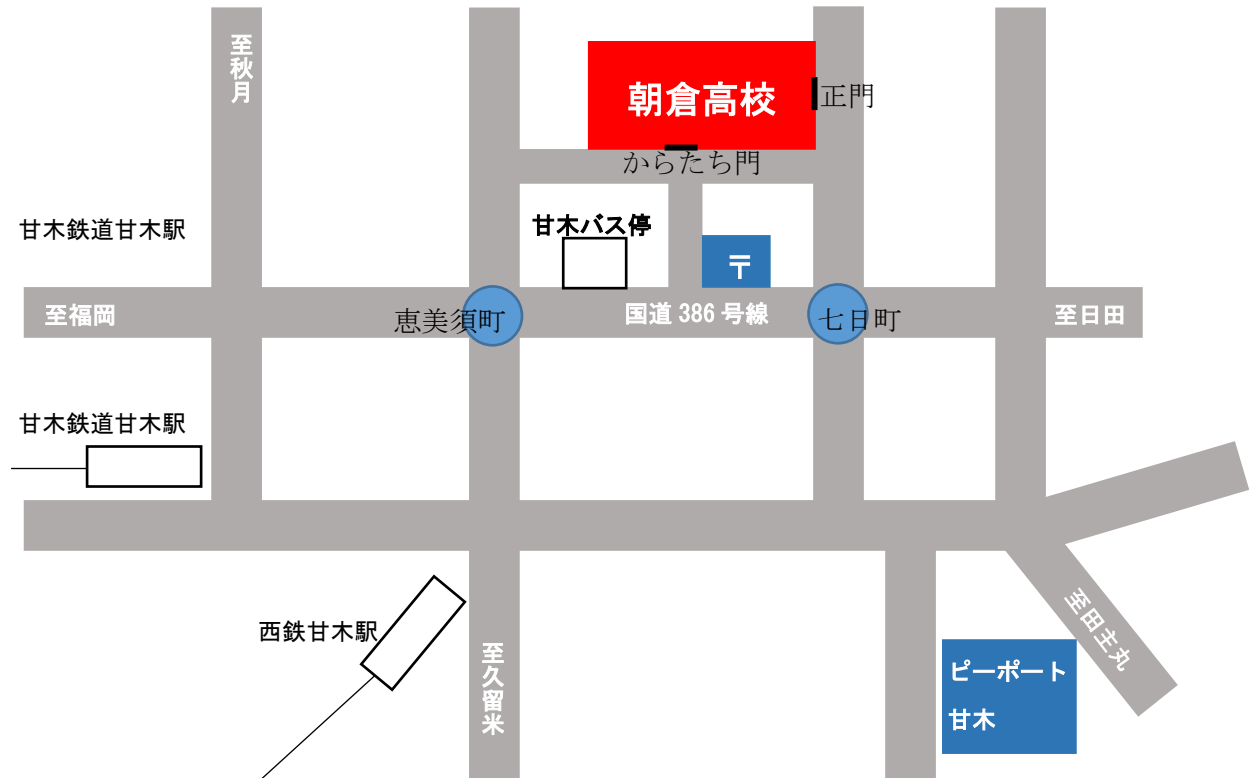 至秋月
朝倉高校
正門
からたち門
甘木鉄道甘木駅
甘木バス停
〒
至福岡
恵美須町
国道 386 号線
七日町
至日田
甘木鉄道甘木駅
西鉄甘木駅
至久留米
至田主丸
ピーポート
甘木